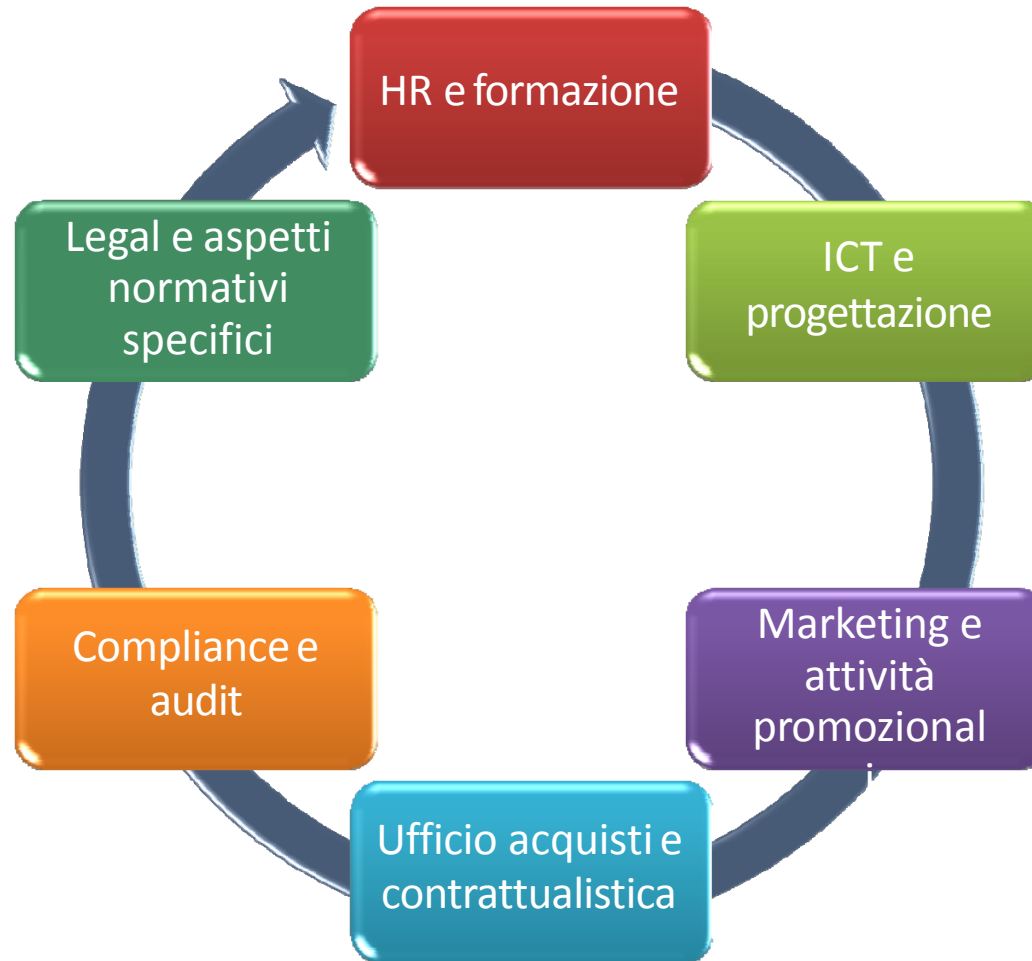 HR e formazione
ICT e
progettazione
Marketing e
attività
promozional
i
Ufficio acquisti e
contrattualistica
Compliance e
audit
Legal e aspetti
normativi
specifici